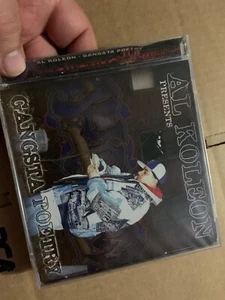 AL KOLEON - GANGSTA POETRY
AL KOLEON
PRESENTS
GANGSTA POETRY